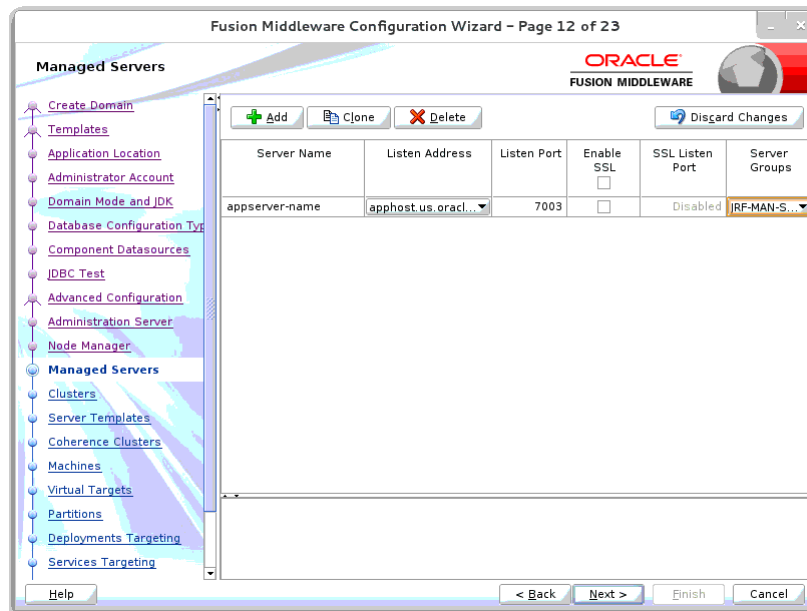 Fusion Middleware Configuration Wizard – Page 12 of 23
Managed Servers
ORACLE
FUSION MIDDLEWARE
Create Domain
Templates
Application Location
Administrator Account
Domain Mode and JDK
Database Configuration Typ
Component Datasources
JDBC Test
Advanced Configuration
Administration Server
Node Manager
Managed Servers
Clusters
Server Templates
Coherence Clusters
Machines
Virtual Targets
Partitions
Deployments Targeting
Services Targeting
Add Clone Delete Discard Changes
Server Name Listen Address Listen Port Enable SSL SSL Listen Port Server Groups
appserver-name apphost.us.oracl... 7003 Disabled JRF-MAN-S...
Help < Back Next > Finish Cancel